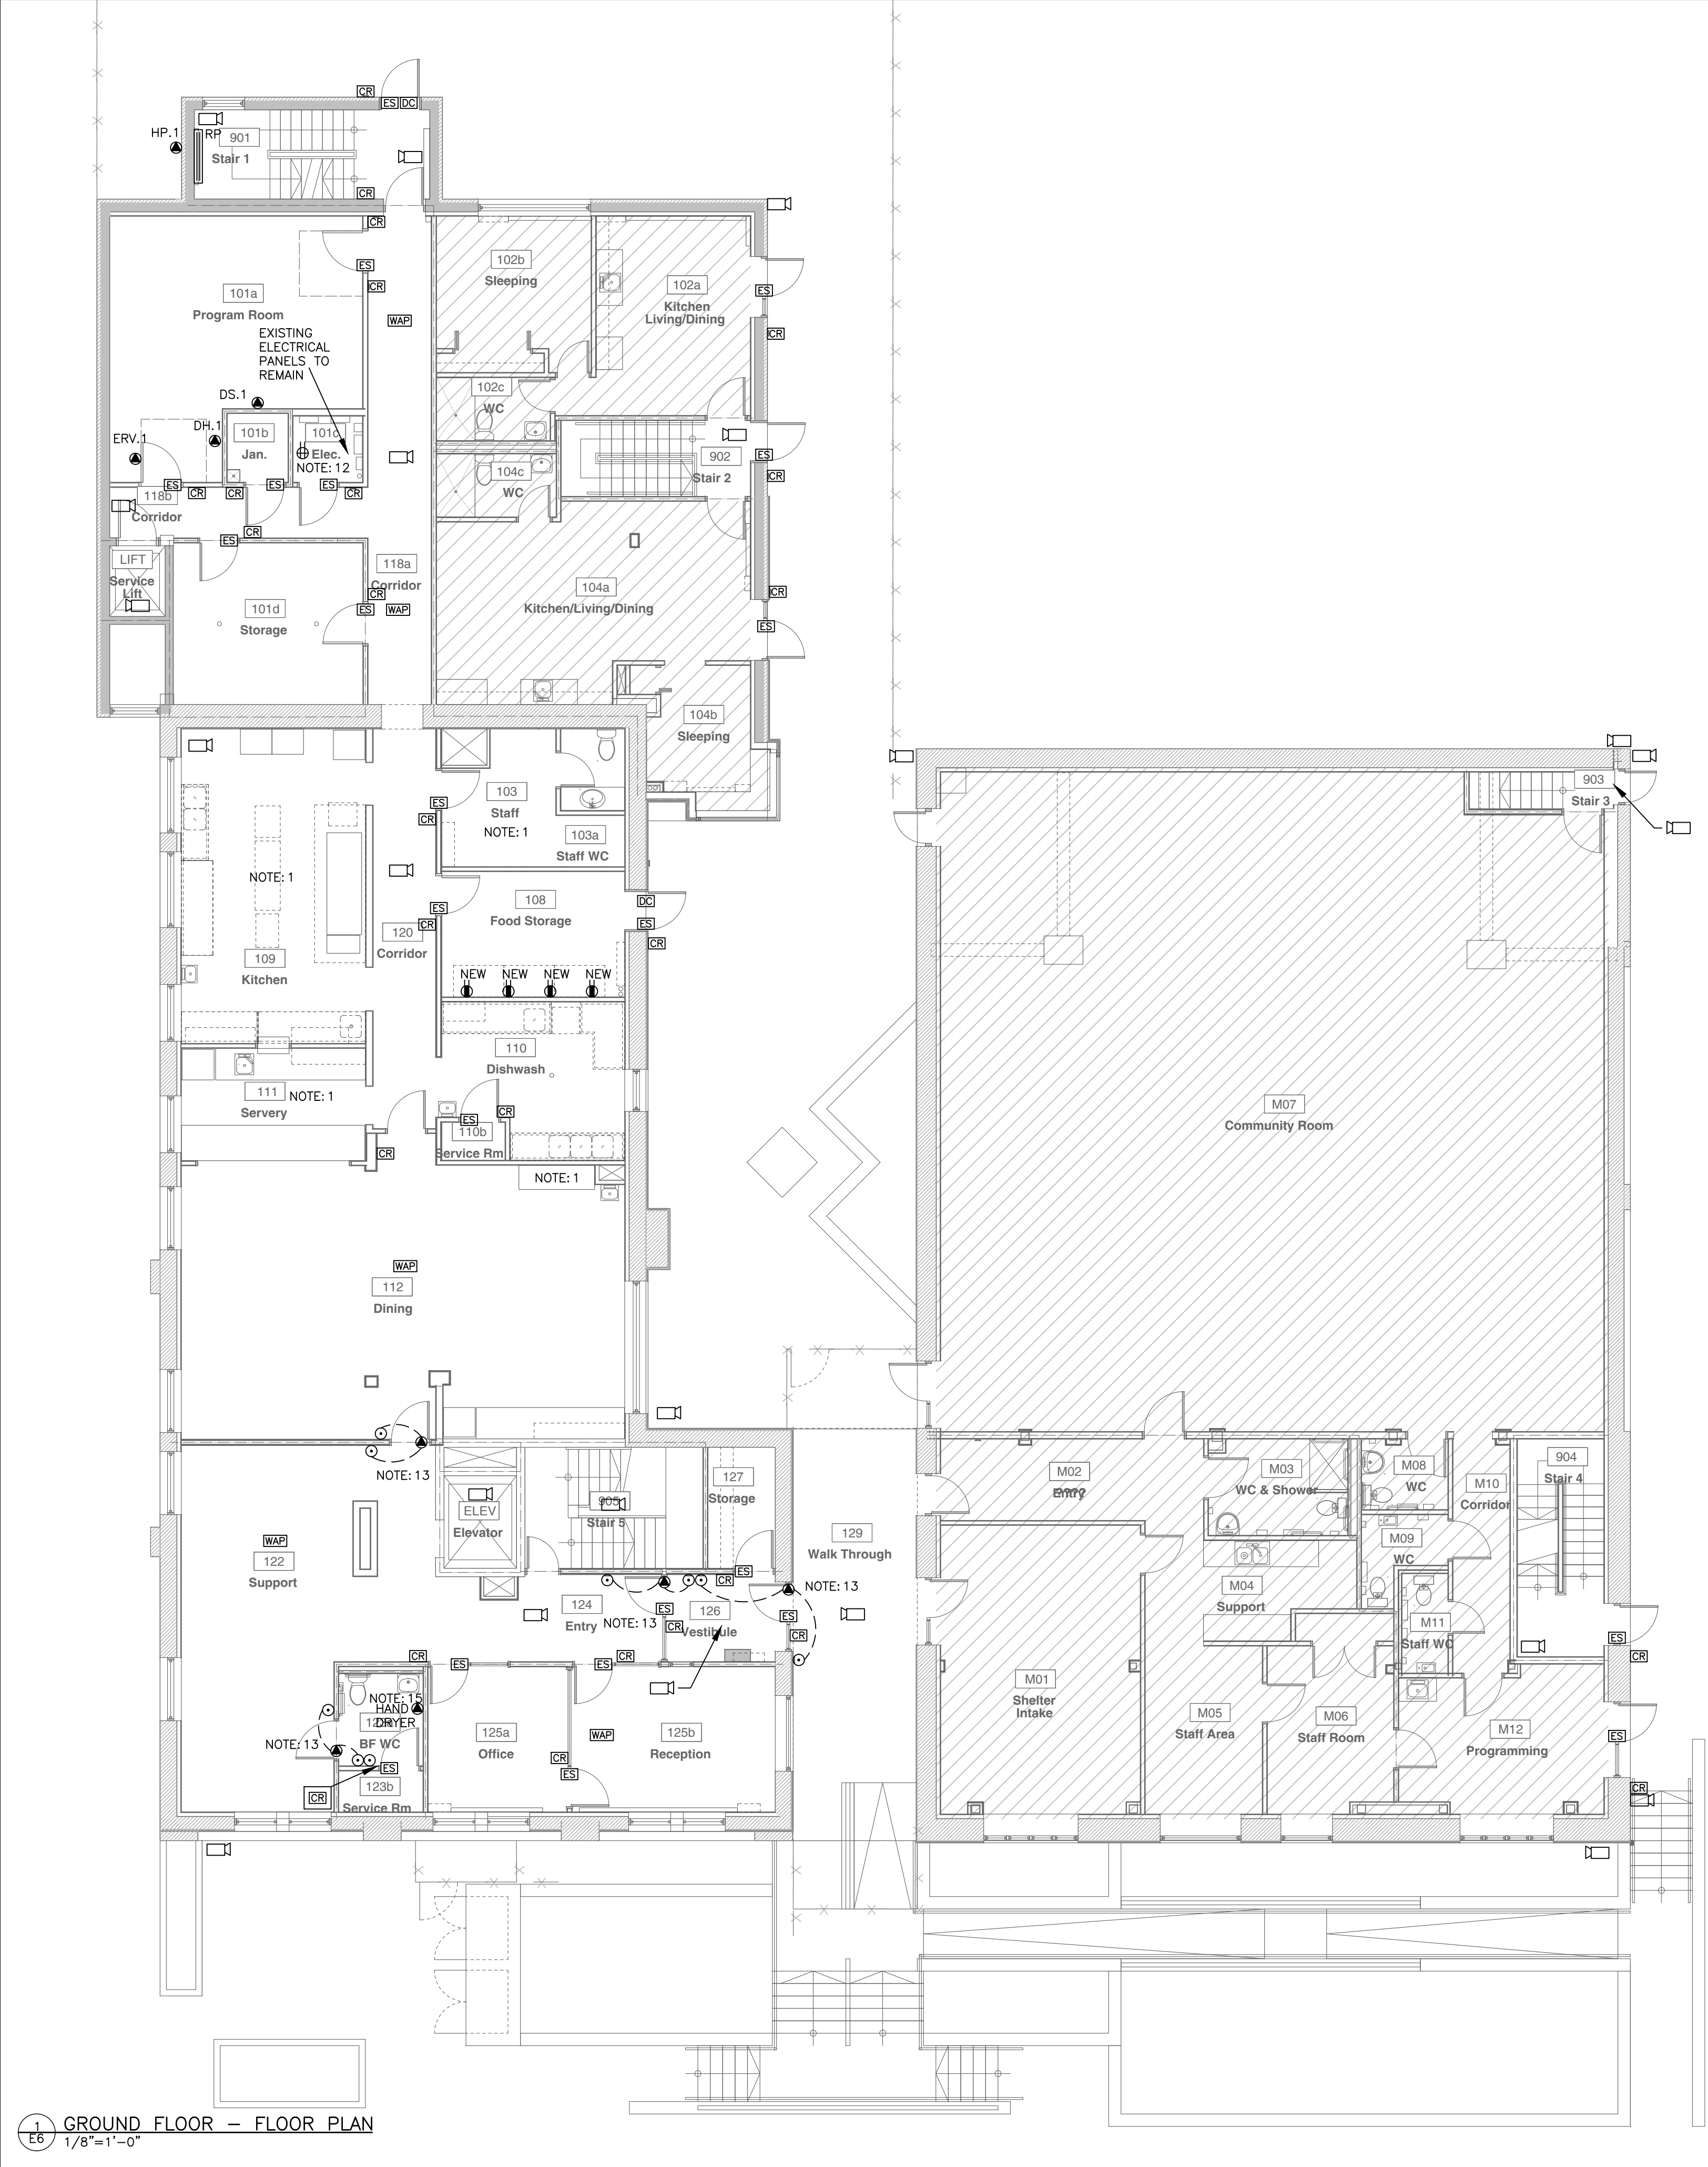 CR
ES DC
HP.1
RP
901
Stair 1
CR
CR
ES
CR
101a
Program Room
WAP
EXISTING
ELECTRICAL
PANELS TO
REMAIN
102b
Sleeping
102a
Kitchen
Living/Dining
ES
CR
DS.1
DH.1
ERV.1
101b
Jan.
Elec.
NOTE: 12
102c
WC
104c
WC
902
Stair 2
ES
CR
ES
CR
CR
ES
ES
CR
118b
Corridor
CR
ES
LIFT
Service
Lift
101d
Storage
118a
Corridor
CR
ES
WAP
104a
Kitchen/Living/Dining
CR
ES
104b
Sleeping
103
Staff
NOTE: 1
103a
Staff WC
ES
CR
NOTE: 1
109
Kitchen
120
Corridor
ES
CR
108
Food Storage
DC
ES
CR
NEW
NEW
NEW
NEW
110
Dishwash
111
Servery
NOTE: 1
ES
CR
110b
Service Rm
CR
NOTE: 1
WAP
112
Dining
903
Stair 3
M07
Community Room
NOTE: 13
ELEV
Elevator
905
Stair 5
127
Storage
129
Walk Through
WAP
122
Support
124
Entry
NOTE: 13
ES
CR
126
Vestibule
ES
CR
NOTE: 13
ES
CR
CR
ES
ES
CR
NOTE: 15
HAND
DRYER
BF WC
NOTE: 13
ES
CR
123b
Service Rm
125a
Office
CR
ES
WAP
125b
Reception
M02
Entry
M03
WC & Shower
M08
WC
M10
Corridor
904
Stair 4
M09
WC
M04
Support
M11
Staff WC
M01
Shelter
Intake
M05
Staff Area
M06
Staff Room
M12
Programming
ES
CR
ES
CR
1
E6
GROUND FLOOR – FLOOR PLAN
1/8"=1'-0"